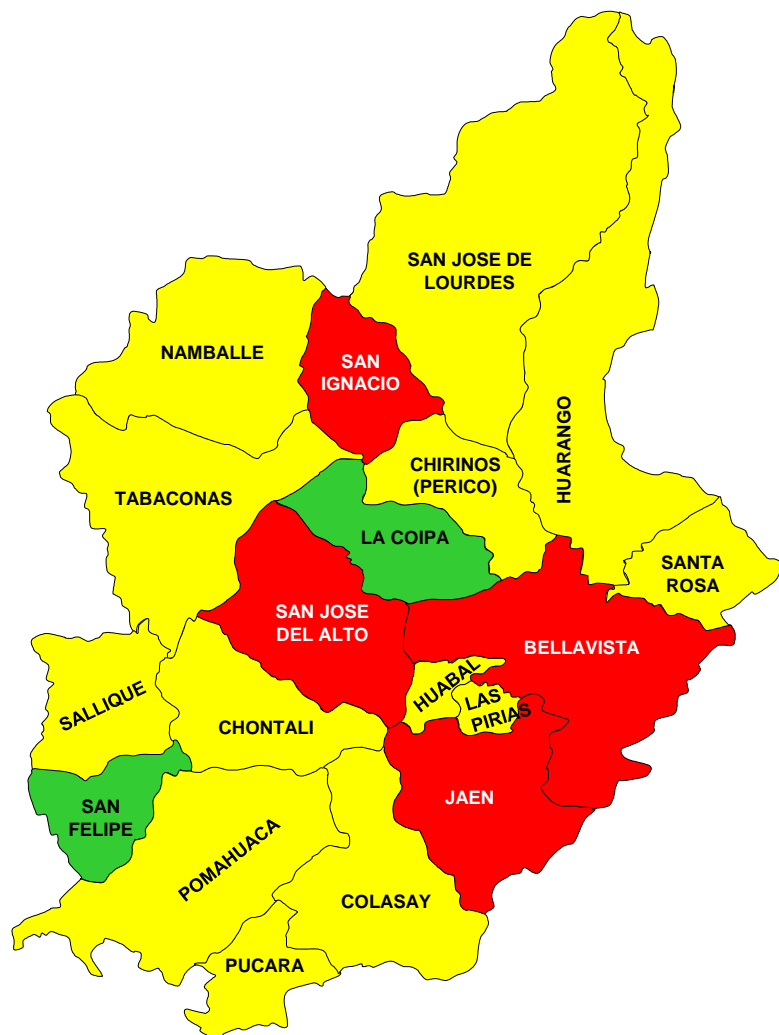 SAN JOSE DE
LOURDES
NAMBALLE
SAN
IGNACIO
HUARANGO
CHIRINOS
(PERICO)
TABACONAS
LA COIPA
SANTA
ROSA
SAN JOSE
DEL ALTO
BELLAVISTA
HUABAL
LAS
PIRIAS
SALLIQUE
CHONTALI
JAEN
SAN
FELIPE
POMAHUACA
COLASAY
PUCARA